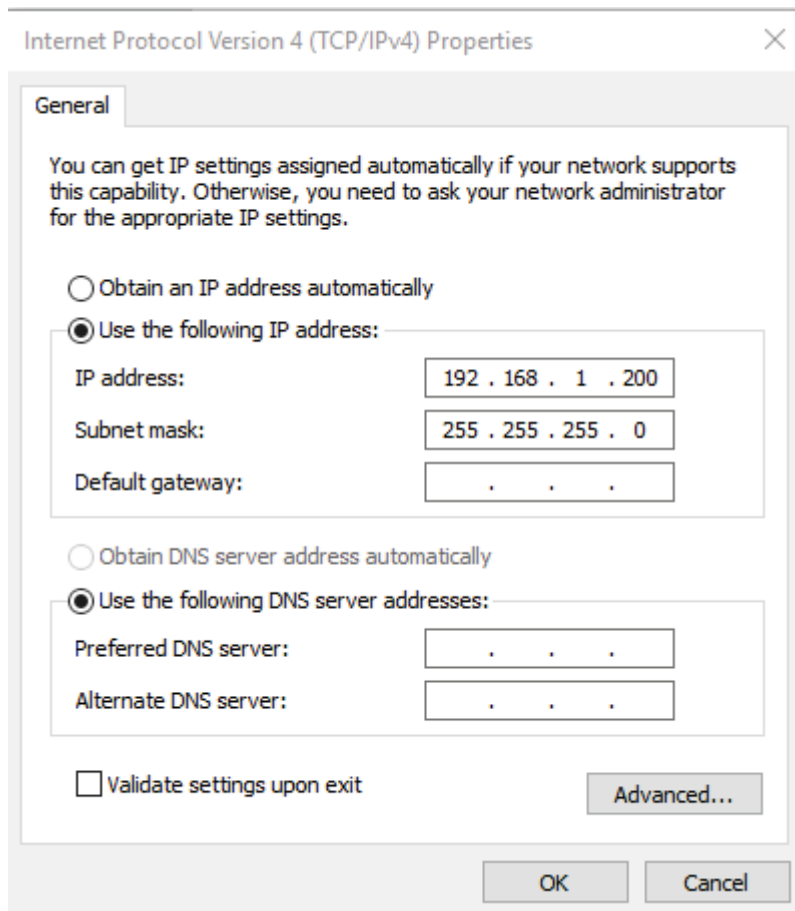 Internet Protocol Version 4 (TCP/IPv4) Properties
General
You can get IP settings assigned automatically if your network supports
this capability. Otherwise, you need to ask your network administrator
for the appropriate IP settings.
Obtain an IP address automatically
Use the following IP address:
IP address: 192 . 168 . 1 . 200
Subnet mask: 255 . 255 . 255 . 0
Default gateway: . . .
Obtain DNS server address automatically
Use the following DNS server addresses:
Preferred DNS server: . . .
Alternate DNS server: . . .
Validate settings upon exit
Advanced...
OK Cancel